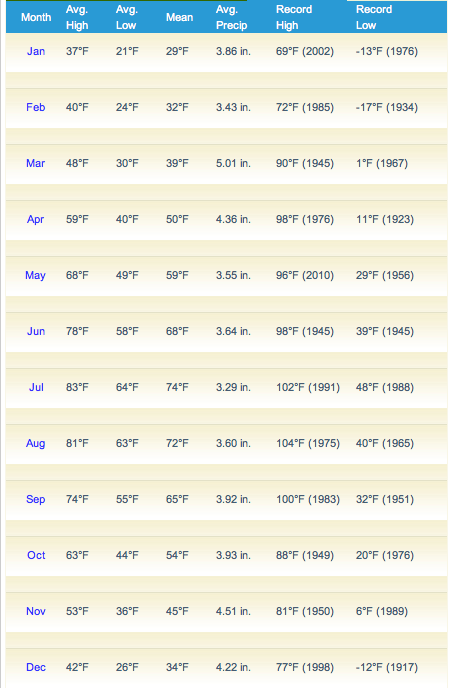 Month Avg. High Avg. Low Mean Avg. Precip Record High Record Low
Jan 37°F 21°F 29°F 3.86 in. 69°F (2002) -13°F (1976)
Feb 40°F 24°F 32°F 3.43 in. 72°F (1985) -17°F (1934)
Mar 48°F 30°F 39°F 5.01 in. 90°F (1945) 1°F (1967)
Apr 59°F 40°F 50°F 4.36 in. 98°F (1976) 11°F (1923)
May 68°F 49°F 59°F 3.55 in. 96°F (2010) 29°F (1956)
Jun 78°F 58°F 68°F 3.64 in. 98°F (1945) 39°F (1945)
Jul 83°F 64°F 74°F 3.29 in. 102°F (1991) 48°F (1988)
Aug 81°F 63°F 72°F 3.60 in. 104°F (1975) 40°F (1965)
Sep 74°F 55°F 65°F 3.92 in. 100°F (1983) 32°F (1951)
Oct 63°F 44°F 54°F 3.93 in. 88°F (1949) 20°F (1976)
Nov 53°F 36°F 45°F 4.51 in. 81°F (1950) 6°F (1989)
Dec 42°F 26°F 34°F 4.22 in. 77°F (1998) -12°F (1917)